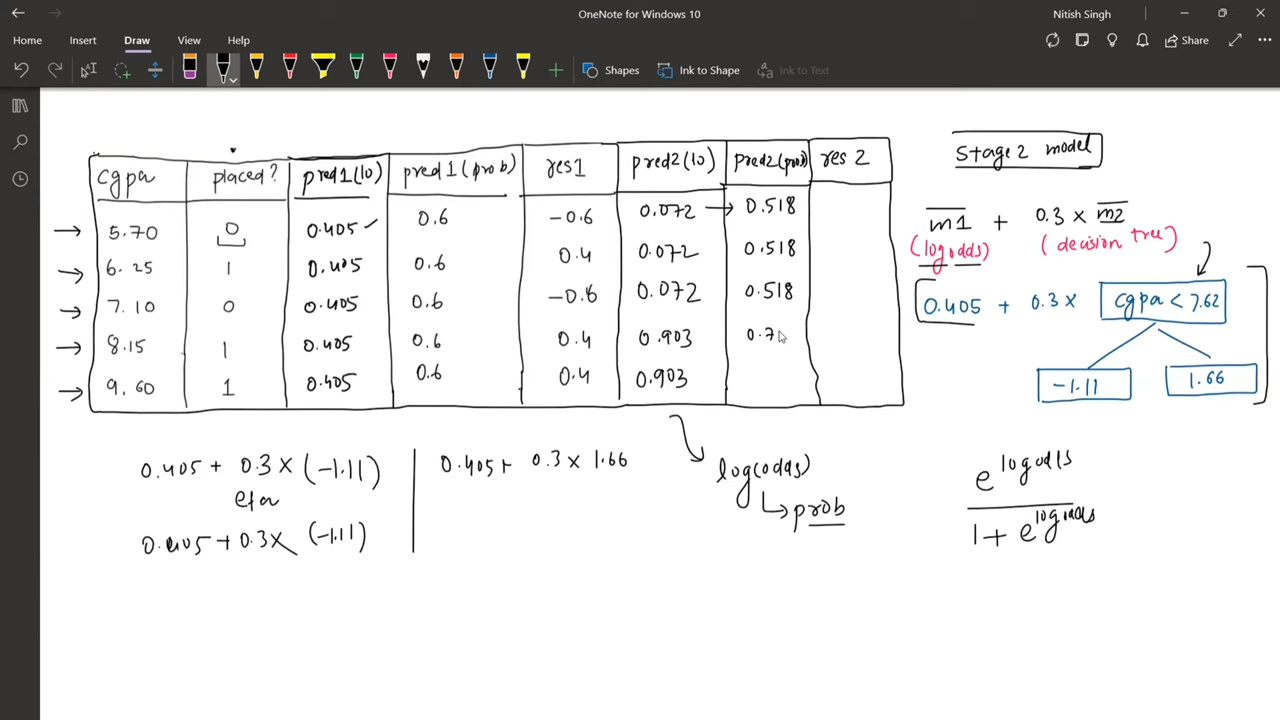 OneNote for Windows 10
Nitish Singh
Home Insert Draw View Help
Share
Shapes Ink to Shape Ink to Text
cgpa placed? pred1(lo) pred1(prob) res1 pred2(lo) pred2(prob) res 2
5.70 0 0.405 ✓ 0.6 -0.6 0.072 → 0.518
6.25 1 0.405 0.6 0.4 0.072 0.518
7.10 0 0.405 0.6 -0.6 0.072 0.518
8.15 1 0.405 0.6 0.4 0.903 0.7
9.60 1 0.405 0.6 0.4 0.903
Stage 2 model
m1 + 0.3 × m2
(log odds) (decision tree)
0.405 + 0.3 × cgpa < 7.62
-1.11 1.66
0.405 + 0.3 × (-1.11)
0.405 + 0.3 × (-1.11)
0.405 + 0.3 × 1.66
log(odds)
prob
e^log odds
1 + e^log odds